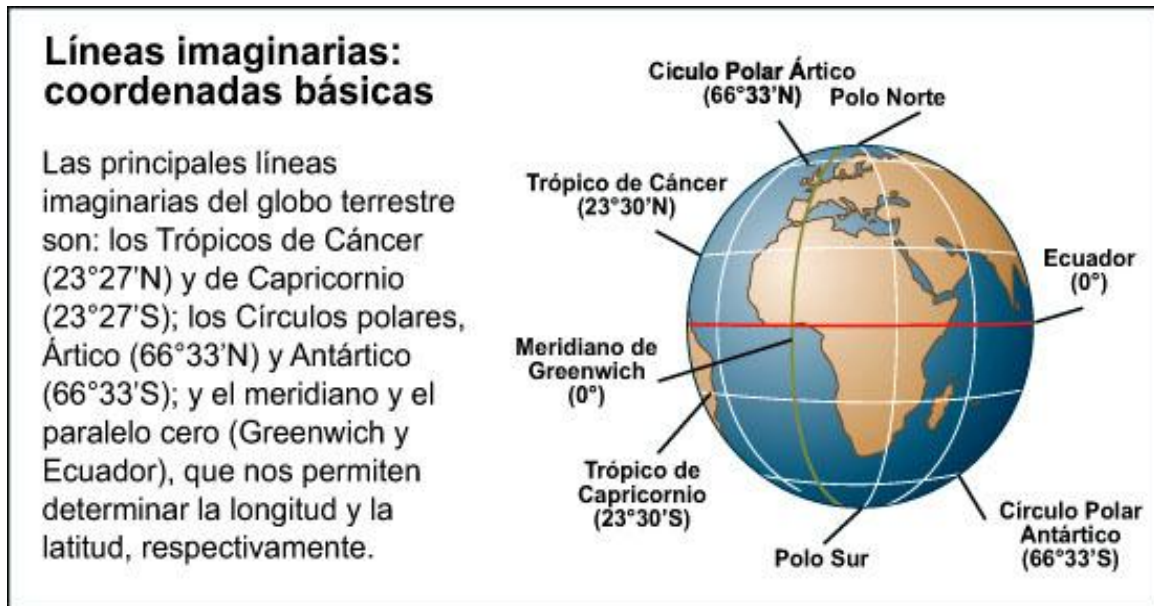 Líneas imaginarias:
coordenadas básicas
Las principales líneas
imaginarias del globo terrestre
son: los Trópicos de Cáncer
(23°27’N) y de Capricornio
(23°27’S); los Círculos polares,
Ártico (66°33’N) y Antártico
(66°33’S); y el meridiano y el
paralelo cero (Greenwich y
Ecuador), que nos permiten
determinar la longitud y la
latitud, respectivamente.
Ciculo Polar Ártico
(66°33’N)
Polo Norte
Trópico de Cáncer
(23°30’N)
Ecuador
(0°)
Meridiano de
Greenwich
(0°)
Trópico de
Capricornio
(23°30’S)
Polo Sur
Círculo Polar
Antártico
(66°33’S)